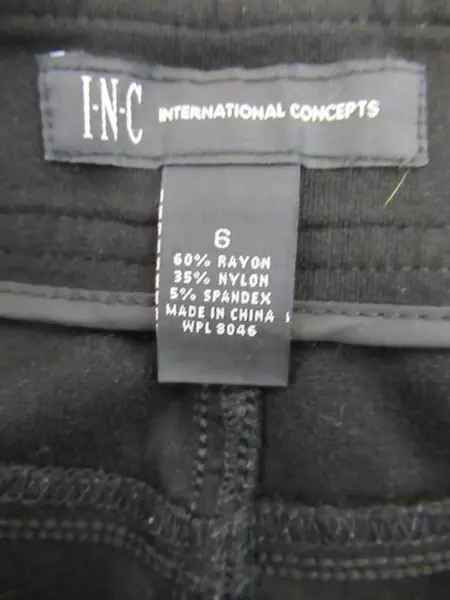 I·N·C INTERNATIONAL CONCEPTS
6
60% RAYON
35% NYLON
5% SPANDEX
MADE IN CHINA
WPL 8046